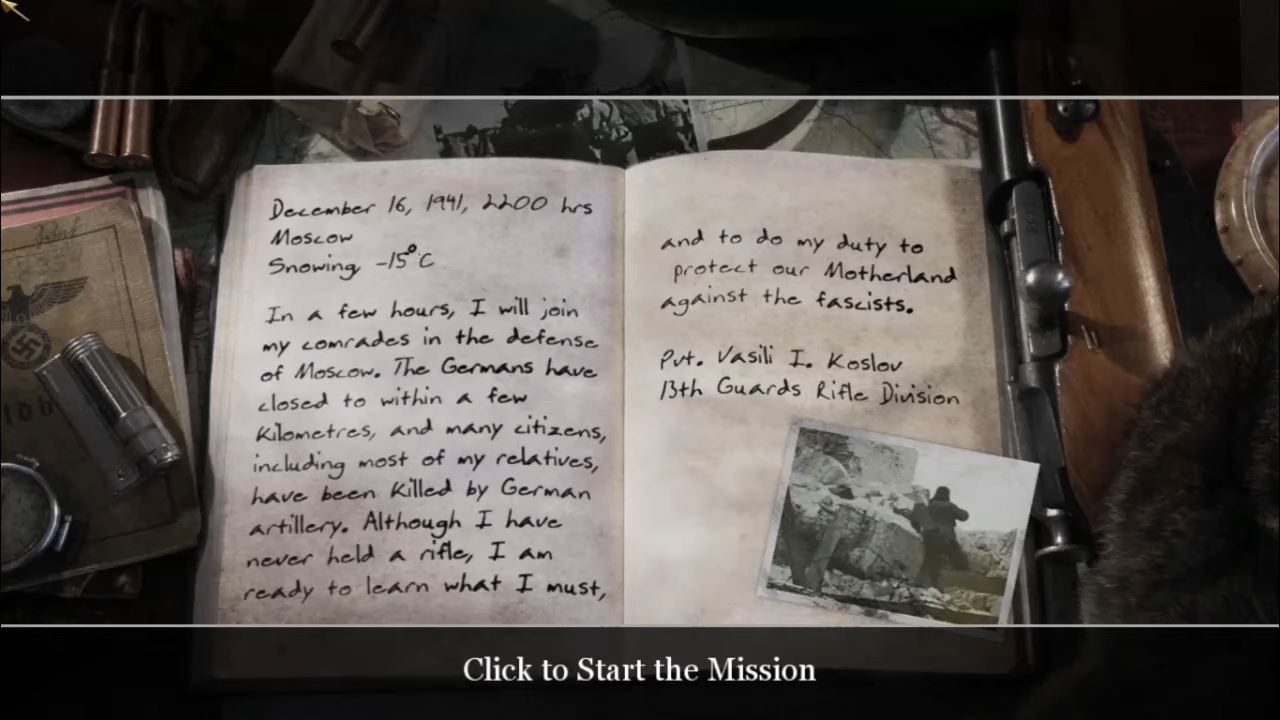 December 16, 1941, 2200 hrs
Moscow
Snowing -15°C
In a few hours, I will join
my comrades in the defense
of Moscow. The Germans have
closed to within a few
Kilometres, and many citizens,
including most of my relatives,
have been killed by German
artillery. Although I have
never held a rifle, I am
ready to learn what I must,
and to do my duty to
protect our Motherland
against the fascists.
Pvt. Vasili I. Koslov
13th Guards Rifle Division
Click to Start the Mission